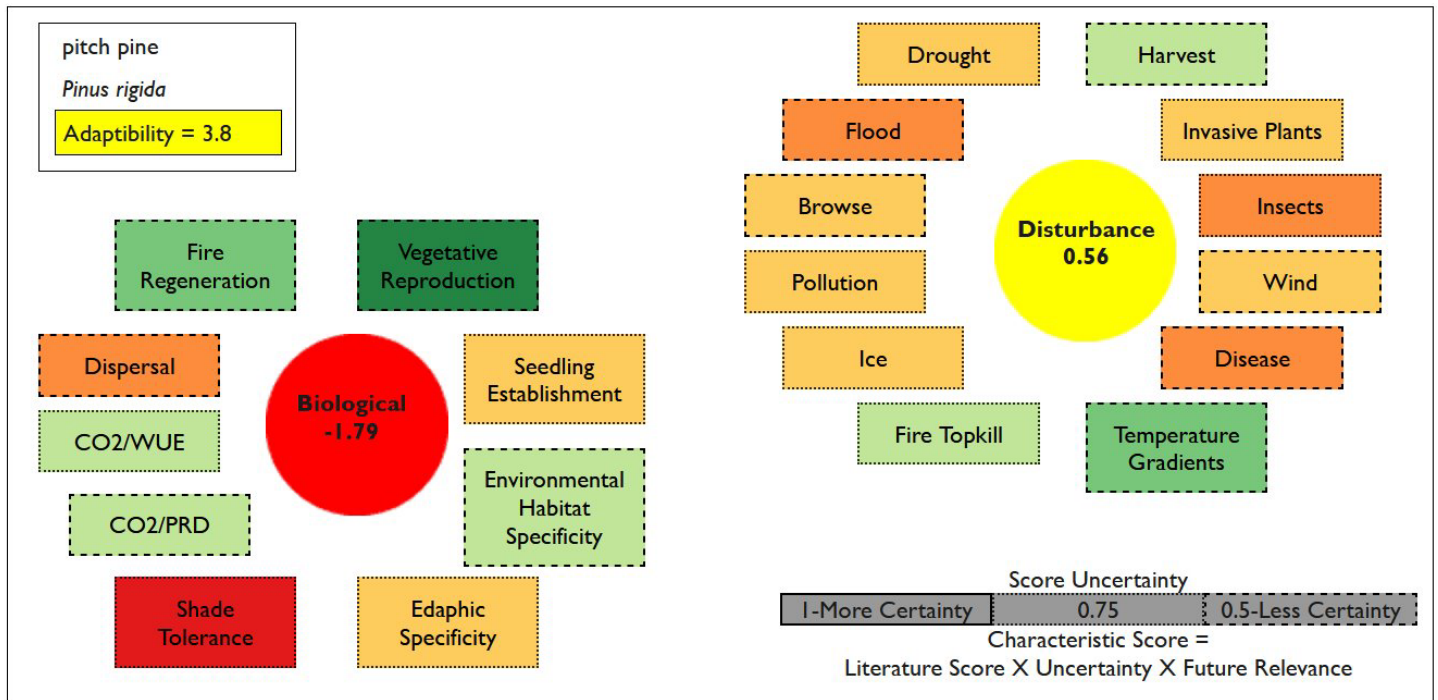 pitch pine
Pinus rigida
Adaptibility = 3.8
Fire
Regeneration
Vegetative
Reproduction
Dispersal
Seedling
Establishment
Biological
-1.79
CO2/WUE
Environmental
Habitat
Specificity
CO2/PRD
Shade
Tolerance
Edaphic
Specificity
Drought
Harvest
Flood
Invasive Plants
Browse
Insects
Disturbance
0.56
Pollution
Wind
Ice
Disease
Fire Topkill
Temperature
Gradients
Score Uncertainty
1-More Certainty
0.75
0.5-Less Certainty
Characteristic Score =
Literature Score X Uncertainty X Future Relevance